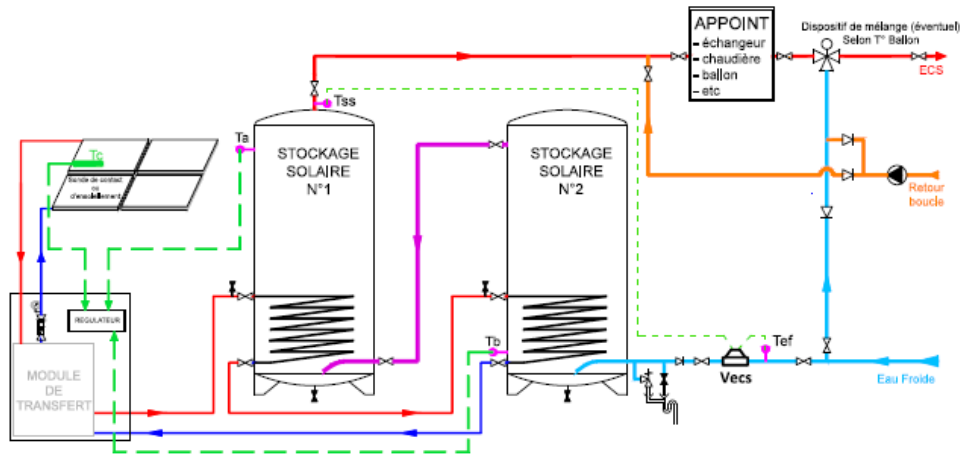 APPOINT
- échangeur
- chaudière
- ballon
- etc
Dispositif de mélange (éventuel)
Selon T° Ballon
ECS
Tss
Ta
Tc
Bande de contact
ou
d'ensoleillement
STOCKAGE
SOLAIRE
N°1
STOCKAGE
SOLAIRE
N°2
Retour
boucle
REGULATEUR
MODULE
DE
TRANSFERT
Tb
Tef
Vecs
Eau Froide